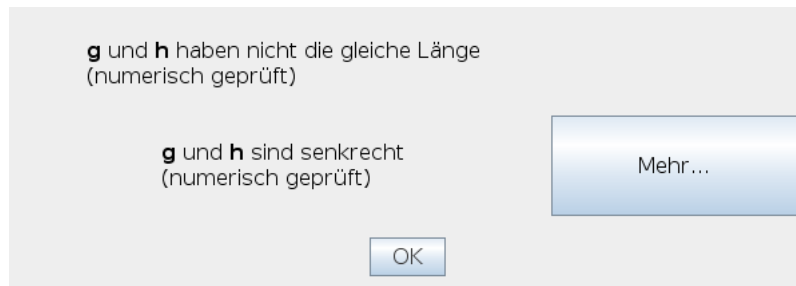 g und h haben nicht die gleiche Länge
(numerisch geprüft)
g und h sind senkrecht
(numerisch geprüft)
Mehr...
OK